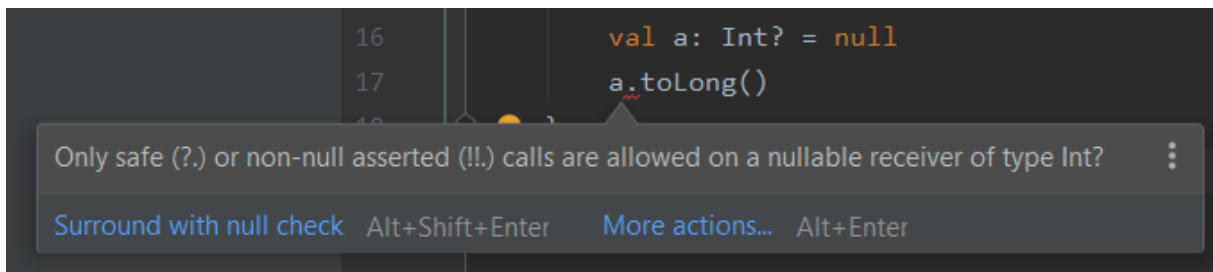 16 val a: Int? = null
17 a.toLong()
18 }
Only safe (?.) or non-null asserted (!!.) calls are allowed on a nullable receiver of type Int?
Surround with null check Alt+Shift+Enter More actions... Alt+Enter